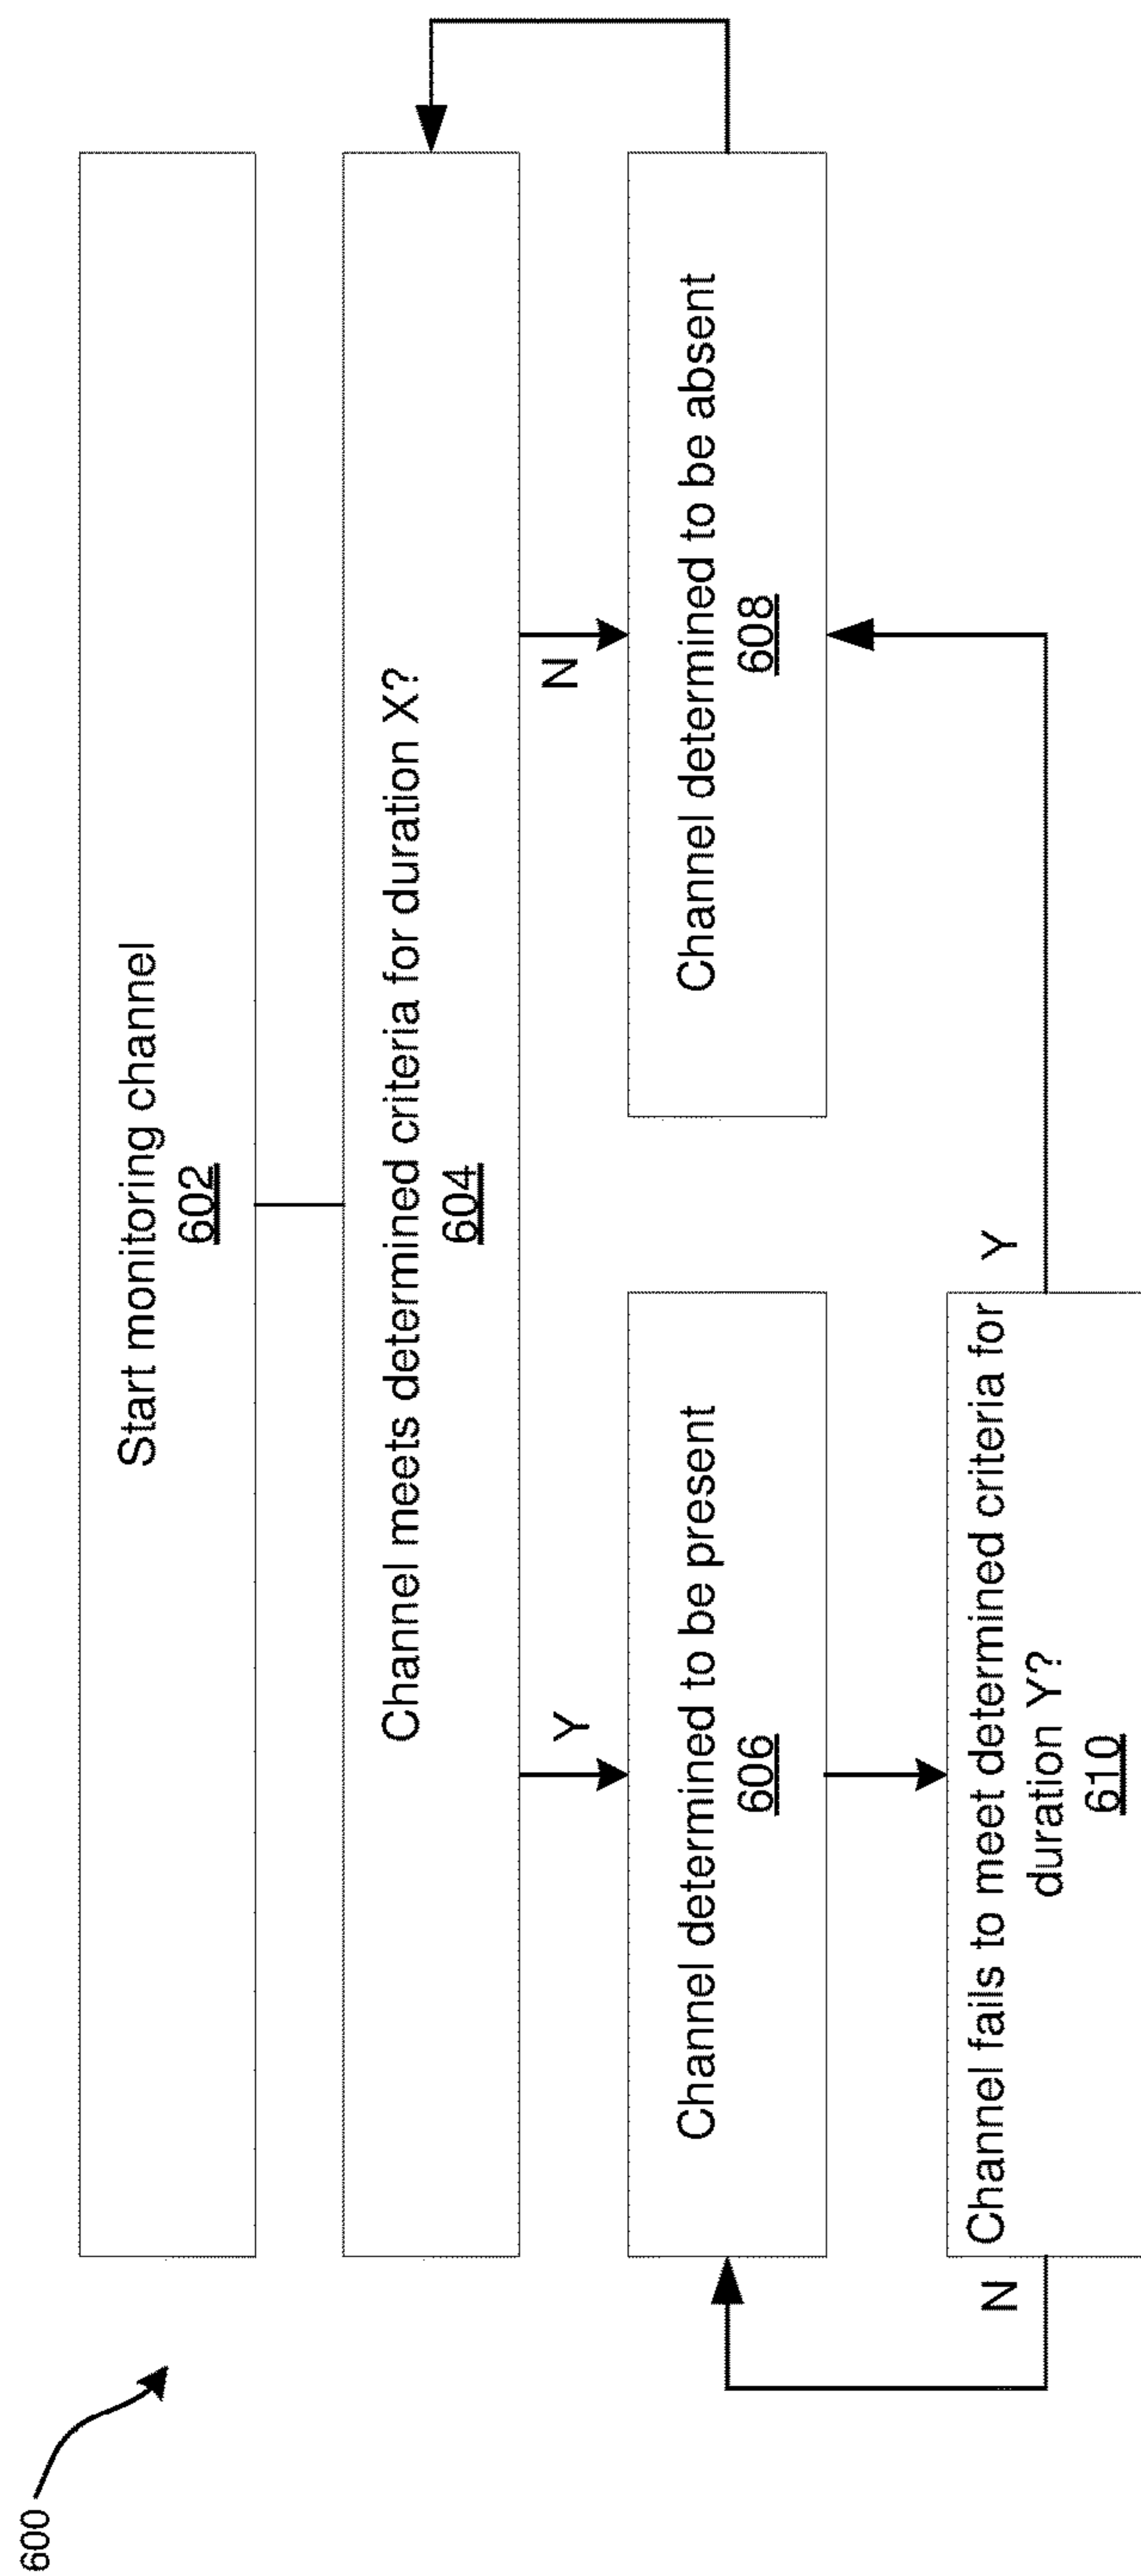 600
Start monitoring channel
602
Channel meets determined criteria for duration X?
604
Y
N
Channel determined to be present
606
Channel determined to be absent
608
N
Channel fails to meet determined criteria for
duration Y?
610
Y